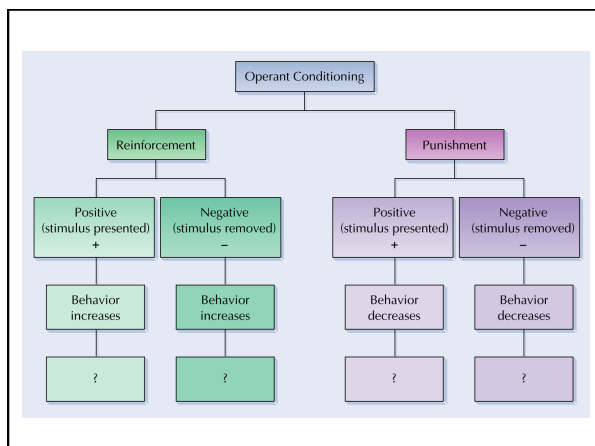 Operant Conditioning
Reinforcement
Punishment
Positive
(stimulus presented)
+
Negative
(stimulus removed)
–
Positive
(stimulus presented)
+
Negative
(stimulus removed)
–
Behavior
increases
Behavior
increases
Behavior
decreases
Behavior
decreases
?
?
?
?